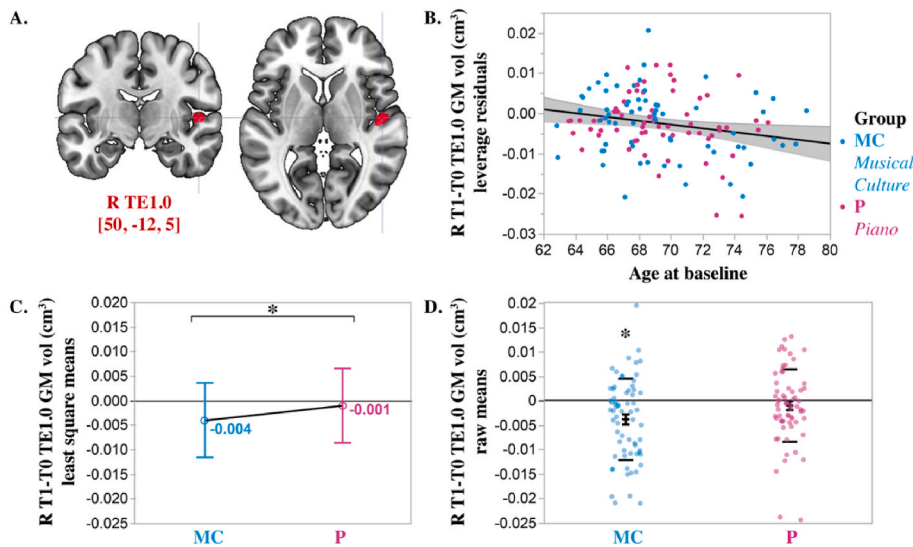 A.
R TE1.0
[50, -12, 5]
B.
R T1-T0 TE1.0 GM vol (cm³)
leverage residuals
0.02
0.01
0.00
-0.01
-0.02
-0.03
62 64 66 68 70 72 74 76 78 80
Age at baseline
Group
MC
Musical
Culture
P
Piano
C.
R T1-T0 TE1.0 GM vol (cm³)
least square means
0.020
0.015
0.010
0.005
0.000
-0.005
-0.010
-0.015
-0.020
-0.025
*
-0.004
-0.001
MC P
D.
R T1-T0 TE1.0 GM vol (cm³)
raw means
0.02
0.015
0.01
0.005
0
-0.005
-0.01
-0.015
-0.02
-0.025
*
MC P